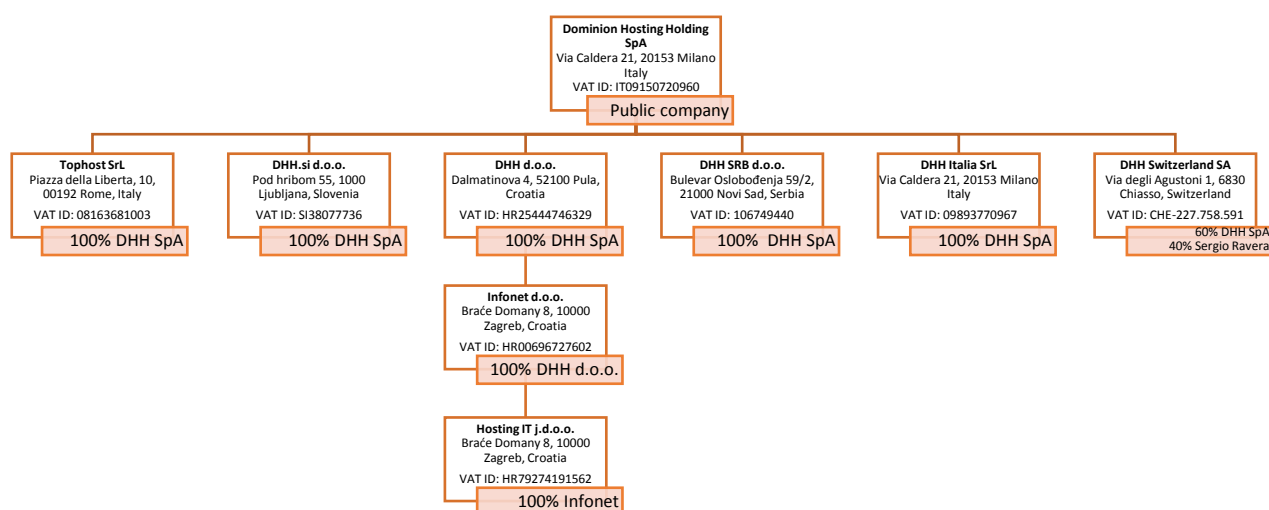 Dominion Hosting Holding
SpA
Via Caldera 21, 20153 Milano
Italy
VAT ID: IT09150720960
Public company
Tophost SrL
Piazza della Liberta, 10,
00192 Rome, Italy
VAT ID: 08163681003
100% DHH SpA
DHH.si d.o.o.
Pod hribom 55, 1000
Ljubljana, Slovenia
VAT ID: SI38077736
100% DHH SpA
DHH d.o.o.
Dalmatinova 4, 52100 Pula,
Croatia
VAT ID: HR25444746329
100% DHH SpA
DHH SRB d.o.o.
Bulevar Oslobođenja 59/2,
21000 Novi Sad, Serbia
VAT ID: 106749440
100% DHH SpA
DHH Italia SrL
Via Caldera 21, 20153 Milano
Italy
VAT ID: 09893770967
100% DHH SpA
DHH Switzerland SA
Via degli Agustoni 1, 6830
Chiasso, Switzerland
VAT ID: CHE-227.758.591
60% DHH SpA
40% Sergio Ravera
Infonet d.o.o.
Braće Domany 8, 10000
Zagreb, Croatia
VAT ID: HR00696727602
100% DHH d.o.o.
Hosting IT j.d.o.o.
Braće Domany 8, 10000
Zagreb, Croatia
VAT ID: HR79274191562
100% Infonet